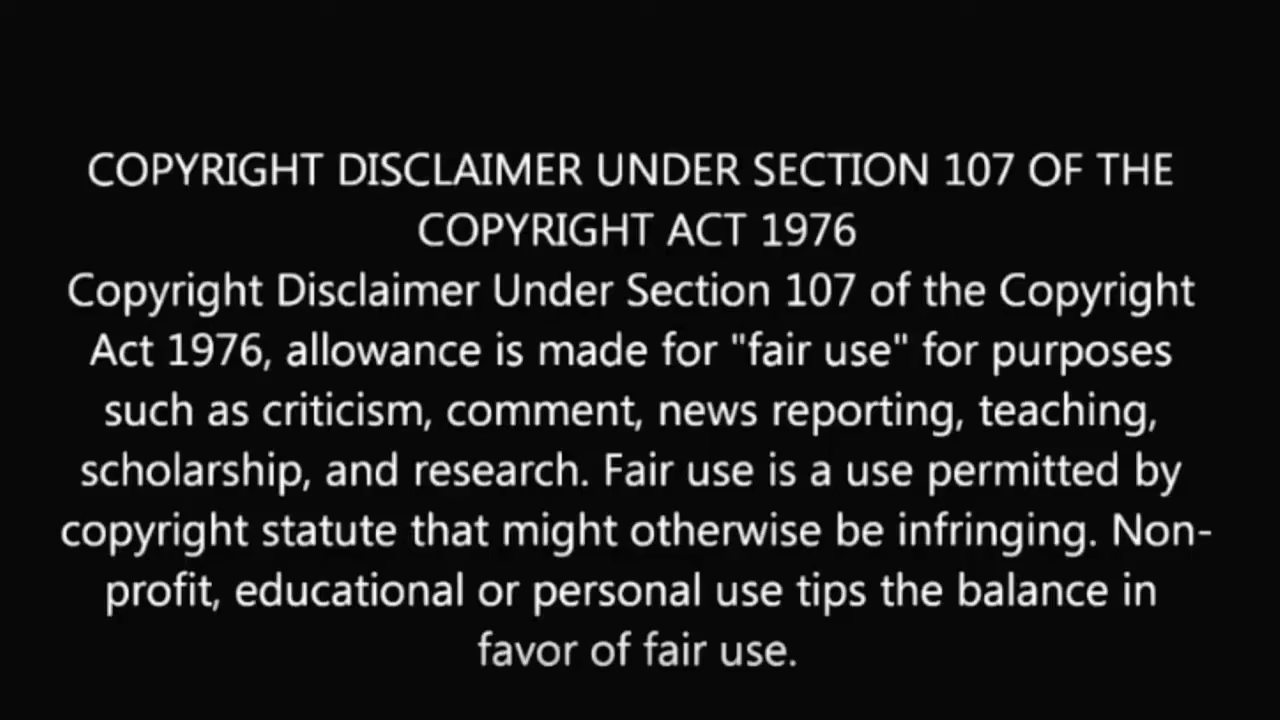 COPYRIGHT DISCLAIMER UNDER SECTION 107 OF THE
COPYRIGHT ACT 1976
Copyright Disclaimer Under Section 107 of the Copyright
Act 1976, allowance is made for "fair use" for purposes
such as criticism, comment, news reporting, teaching,
scholarship, and research. Fair use is a use permitted by
copyright statute that might otherwise be infringing. Non-
profit, educational or personal use tips the balance in
favor of fair use.